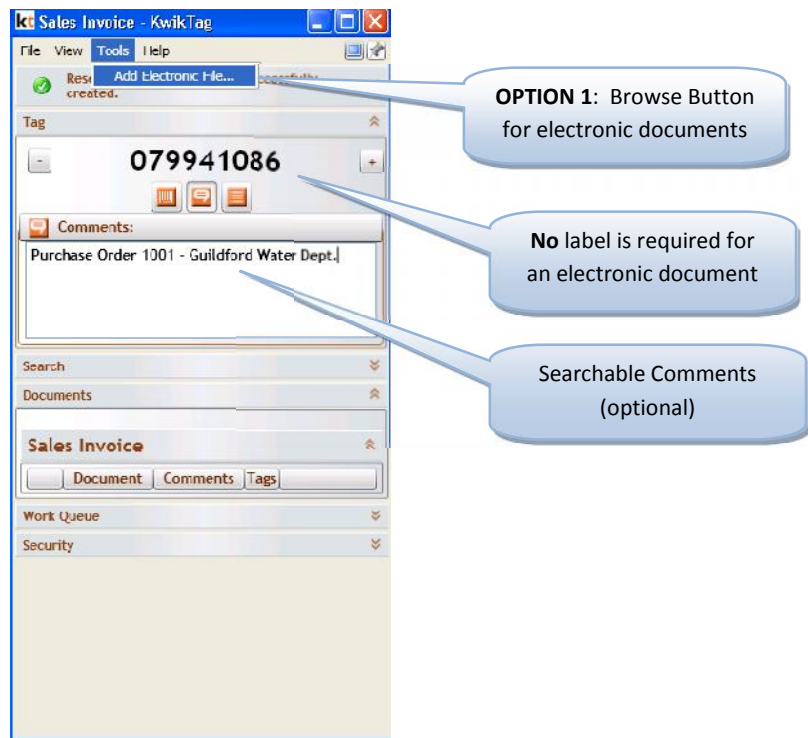 kt Sales Invoice - KwikTag
File View Tools Help
Add Electronic File...
created.
Tag
- 079941086 +
Comments:
Purchase Order 1001 - Guildford Water Dept.
Search
Documents
Sales Invoice
Document Comments Tags
Work Queue
Security
OPTION 1: Browse Button
for electronic documents
No label is required for
an electronic document
Searchable Comments
(optional)